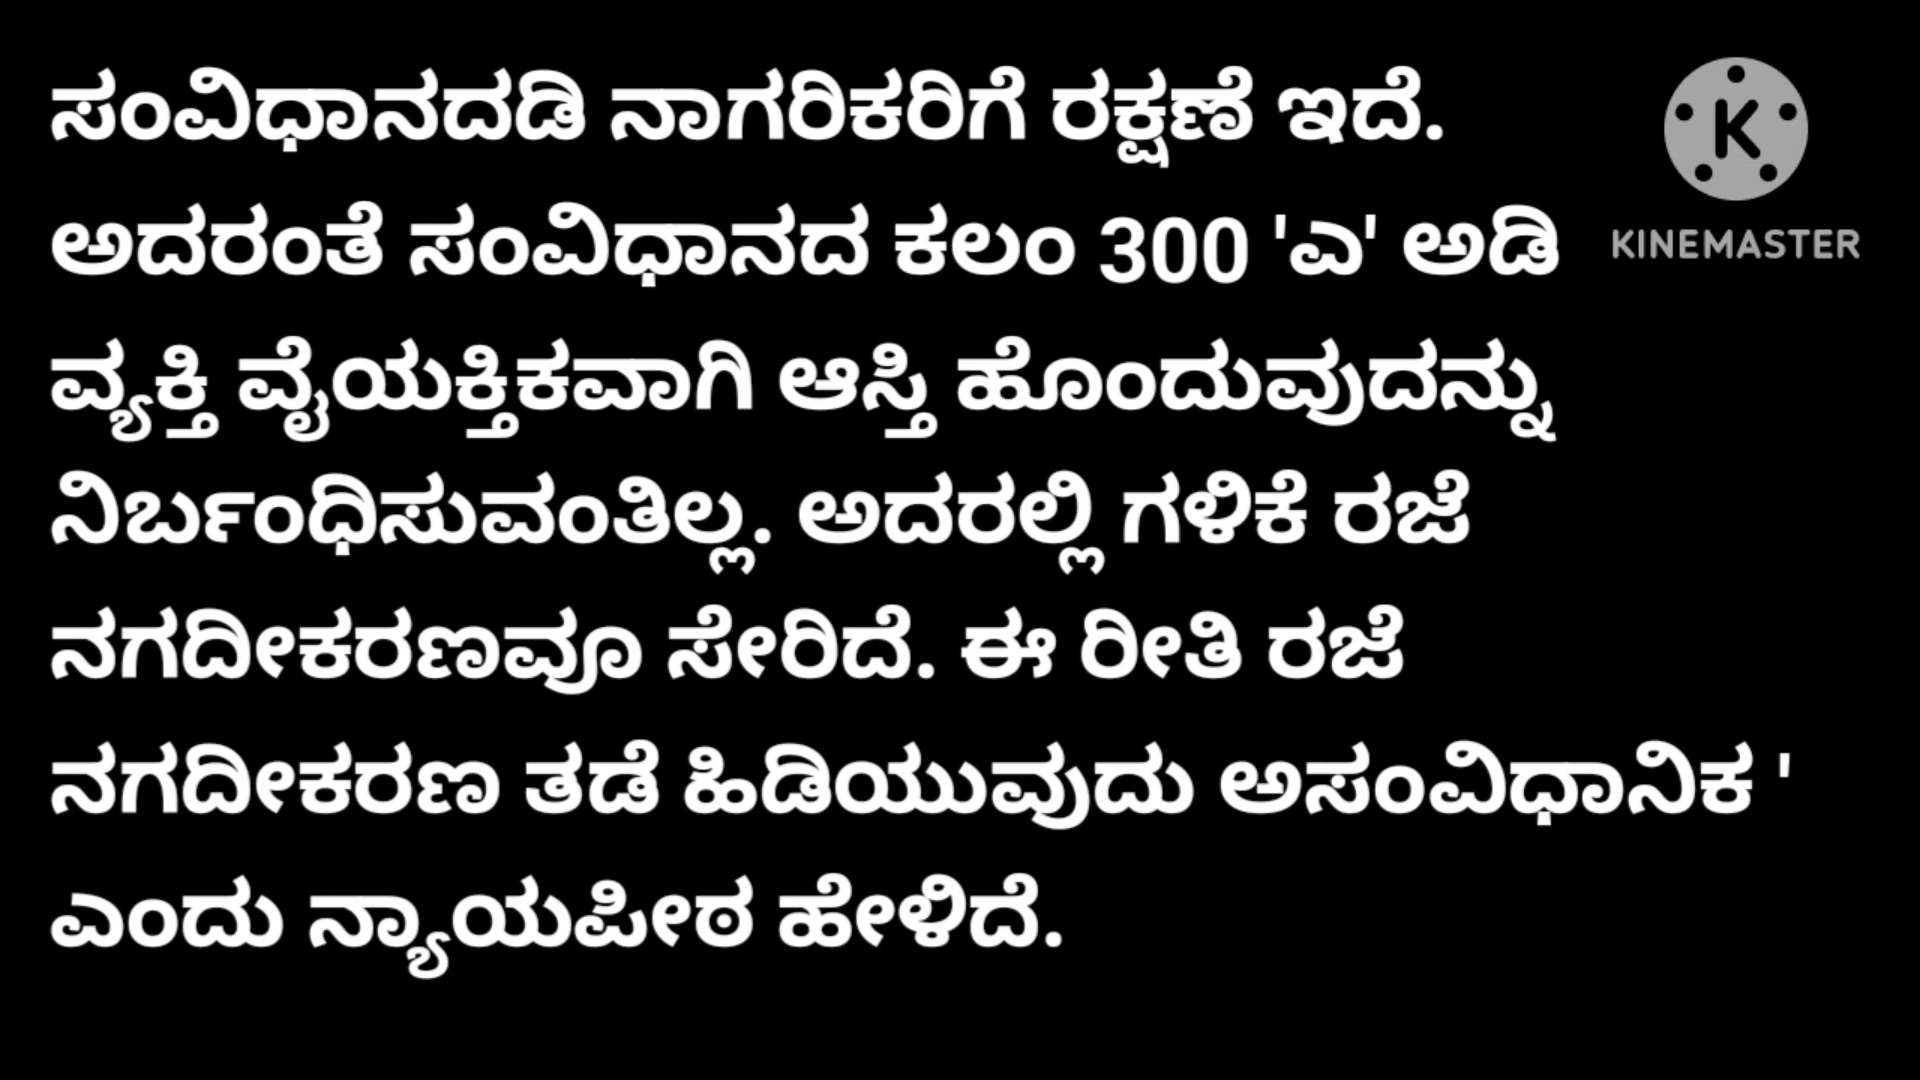 ಸಂವಿಧಾನದಡಿ ನಾಗರಿಕರಿಗೆ ರಕ್ಷಣೆ ಇದೆ.
ಅದರಂತೆ ಸಂವಿಧಾನದ ಕಲಂ 300 'ಎ' ಅಡಿ
ವ್ಯಕ್ತಿ ವೈಯಕ್ತಿಕವಾಗಿ ಆಸ್ತಿ ಹೊಂದುವುದನ್ನು
ನಿರ್ಬಂಧಿಸುವಂತಿಲ್ಲ. ಅದರಲ್ಲಿ ಗಳಿಕೆ ರಜೆ
ನಗದೀಕರಣವೂ ಸೇರಿದೆ. ಈ ರೀತಿ ರಜೆ
ನಗದೀಕರಣ ತಡೆ ಹಿಡಿಯುವುದು ಅಸಂವಿಧಾನಿಕ '
ಎಂದು ನ್ಯಾಯಪೀಠ ಹೇಳಿದೆ.
K
KINEMASTER